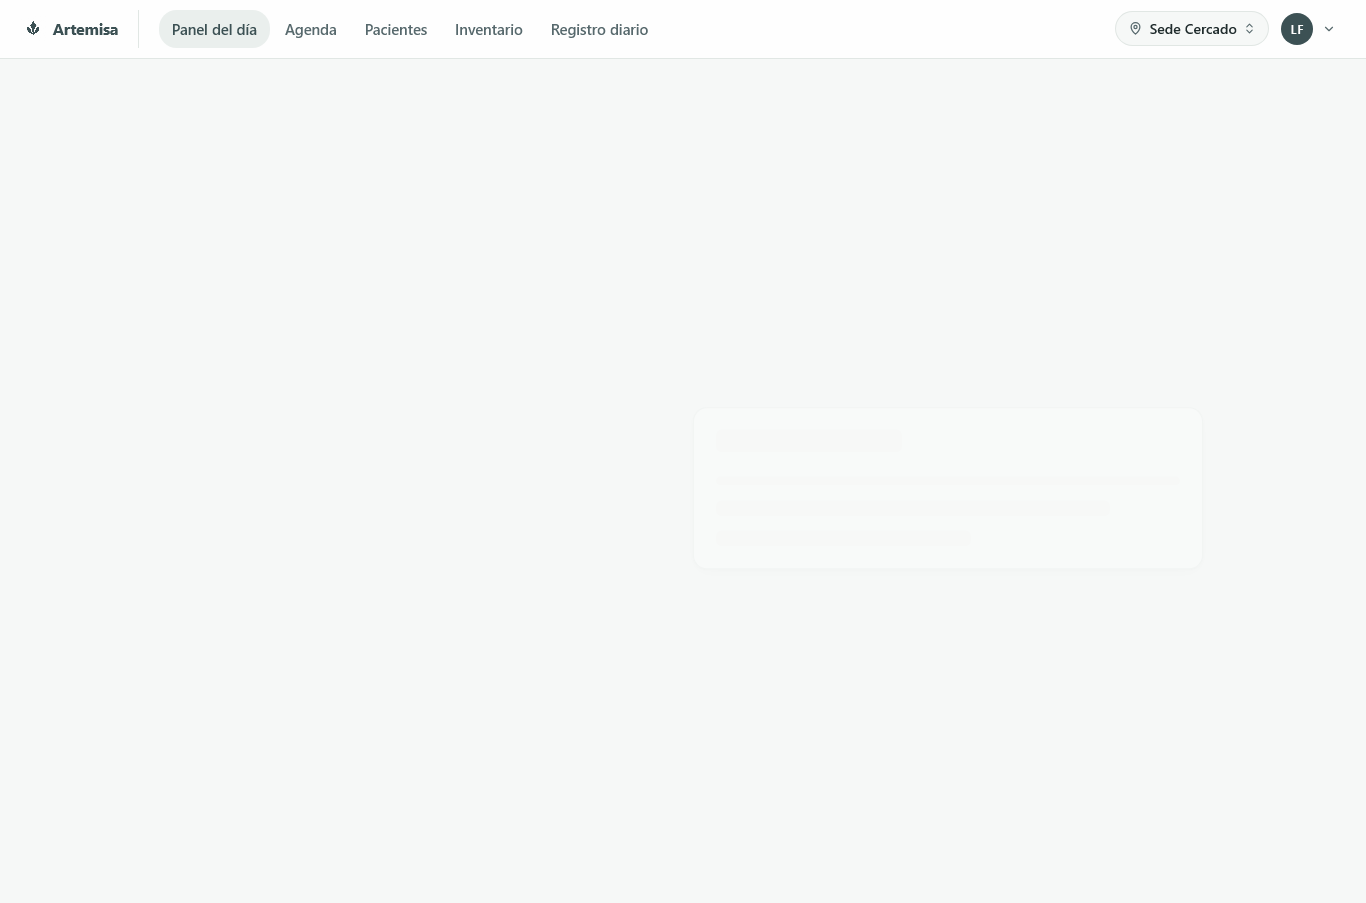 Artemisa
Panel del día
Agenda
Pacientes
Inventario
Registro diario
Sede Cercado
LF